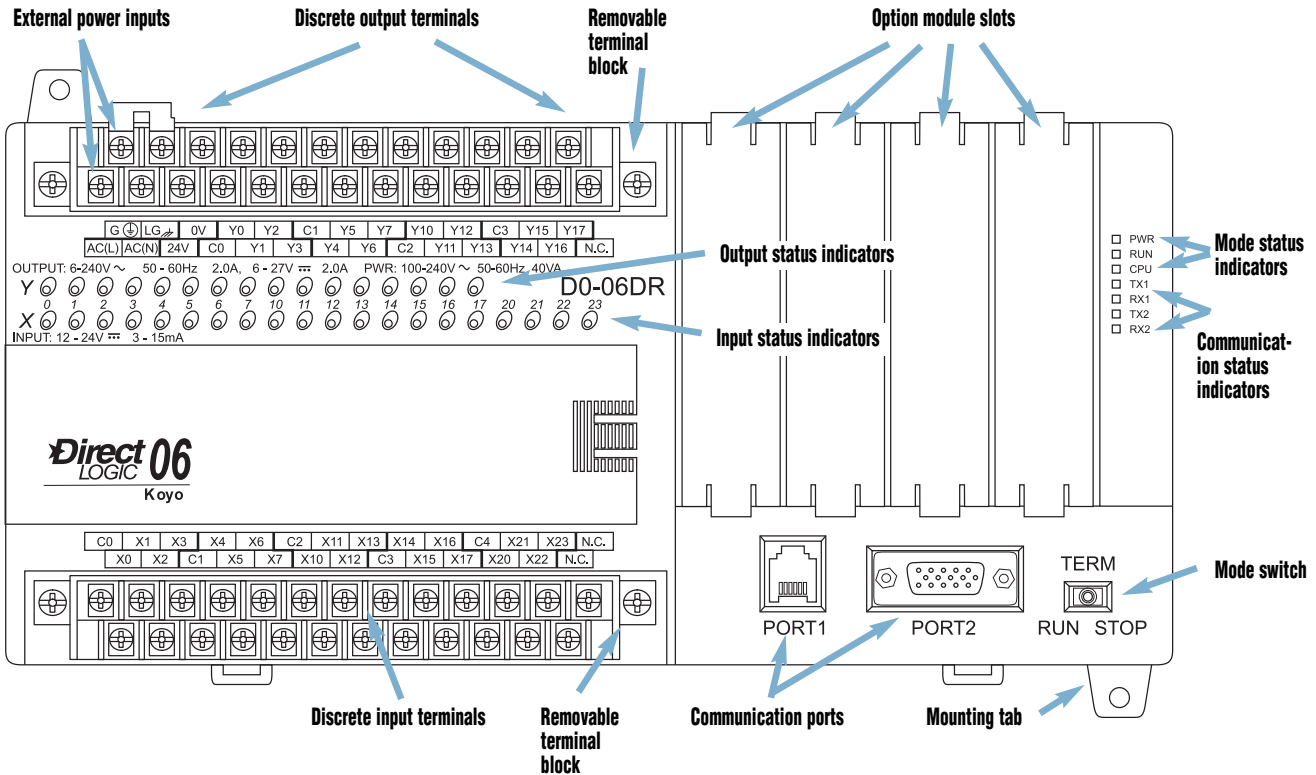 External power inputs
Discrete output terminals
Removable
terminal
block
Option module slots
G LG 0V Y0 Y2 C1 Y5 Y7 Y10 Y12 C3 Y15 Y17
AC(L) AC(N) 24V C0 Y1 Y3 Y4 Y6 C2 Y11 Y13 Y14 Y16 N.C.
OUTPUT: 6-240V ~ 50 - 60Hz 2.0A, 6 - 27V ⎓ 2.0A PWR: 100-240V ~ 50-60Hz, 40VA
Y
D0-06DR
0 1 2 3 4 5 6 7 10 11 12 13 14 15 16 17 20 21 22 23
X
INPUT: 12 - 24V ⎓ 3 - 15mA
Output status indicators
Input status indicators
PWR
RUN
CPU
TX1
RX1
TX2
RX2
Mode status
indicators
Communicat-
ion status
indicators
Direct
LOGIC 06
Koyo
C0 X1 X3 X4 X6 C2 X11 X13 X14 X16 C4 X21 X23 N.C.
X0 X2 C1 X5 X7 X10 X12 C3 X15 X17 X20 X22 N.C.
PORT1
PORT2
TERM
RUN STOP
Mode switch
Discrete input terminals
Removable
terminal
block
Communication ports
Mounting tab